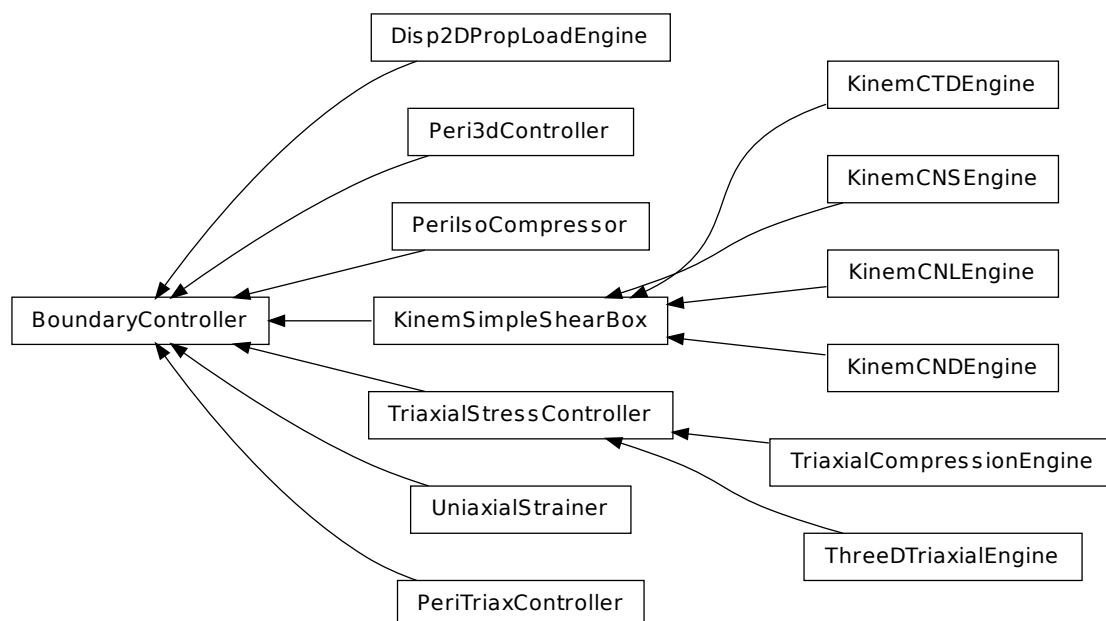 Disp2DPropLoadEngine
KinemCTDEngine
Peri3dController
KinemCNSEngine
PeriIsoCompressor
KinemCNLEngine
BoundaryController
KinemSimpleShearBox
KinemCNDEngine
TriaxialStressController
TriaxialCompressionEngine
UniaxialStrainer
ThreeDTriaxialEngine
PeriTriaxController